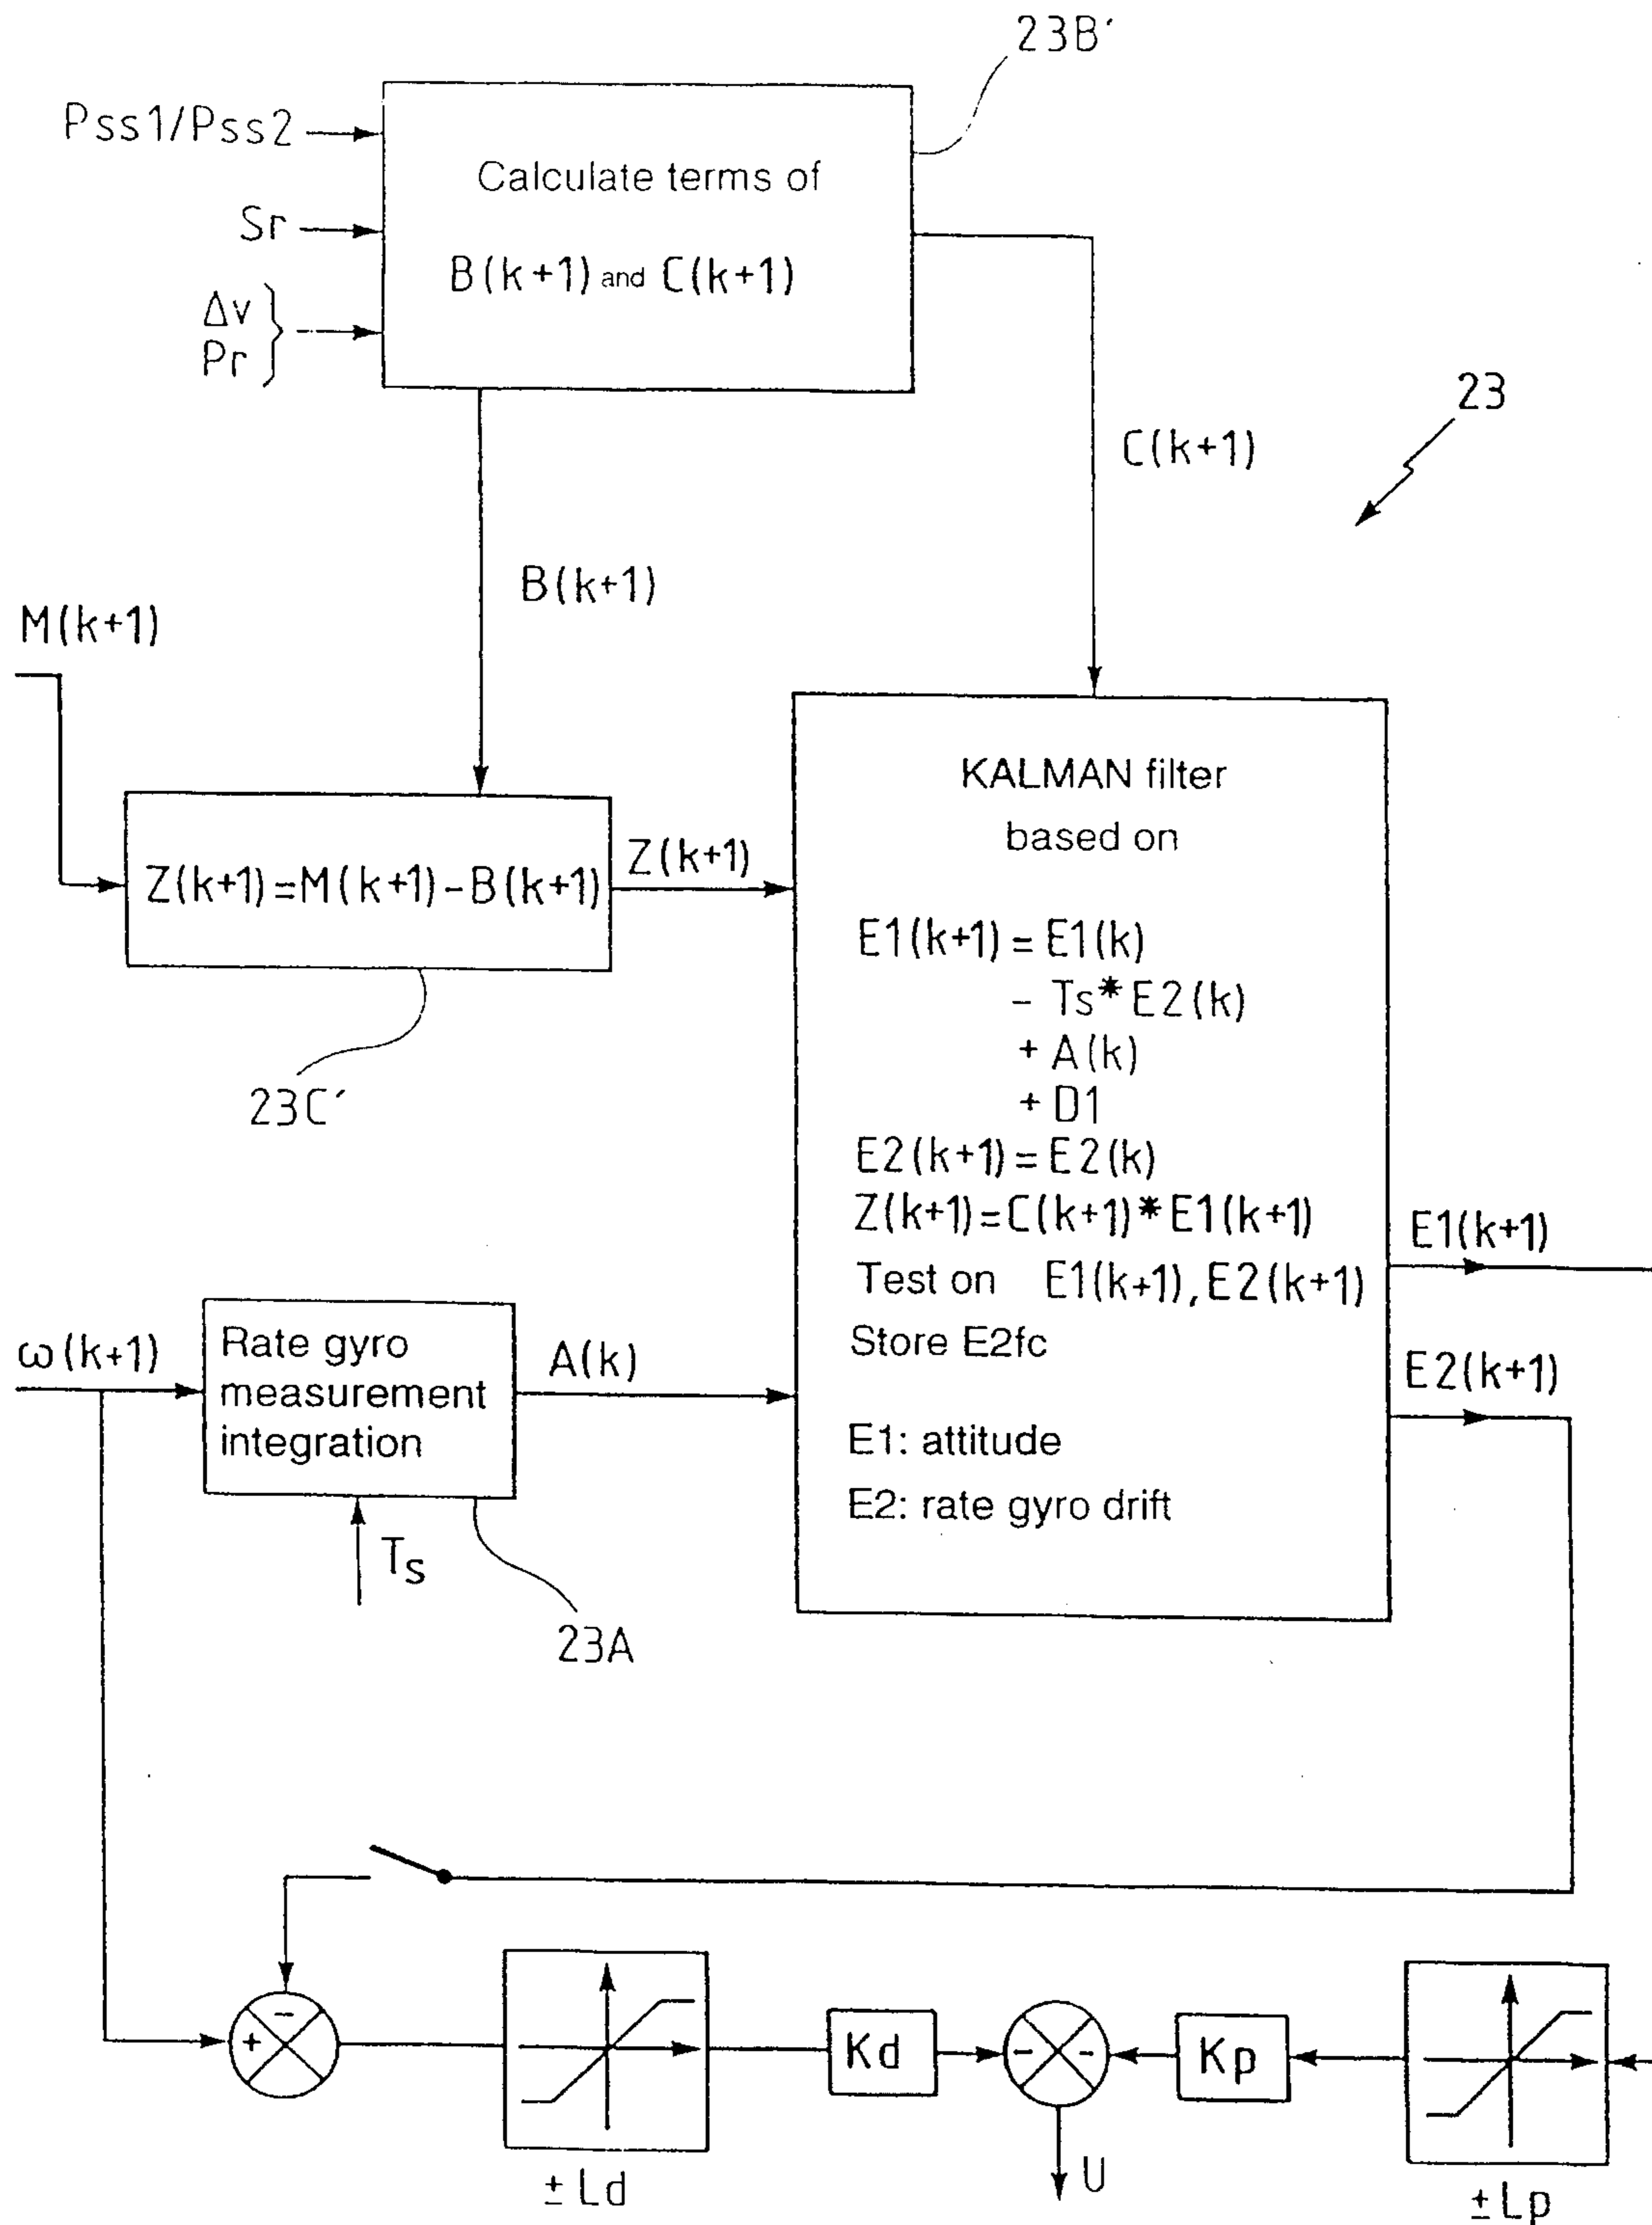 23B′
Pss1/Pss2
Calculate terms of
Sr
B(k+1) and C(k+1)
Δv
Pr
23
C(k+1)
B(k+1)
M(k+1)
KALMAN filter
based on
Z(k+1)=M(k+1)-B(k+1)
Z(k+1)
E1(k+1) = E1(k)
- Ts*E2(k)
+ A(k)
+ D1
23C′
E2(k+1)=E2(k)
Z(k+1)=C(k+1)*E1(k+1)
E1(k+1)
Test on E1(k+1),E2(k+1)
Store E2fc
ω(k+1)
Rate gyro
measurement
integration
A(k)
E2(k+1)
E1: attitude
E2: rate gyro drift
Ts
23A
-
+
Kd
-
-
Kp
± Ld
U
± Lp